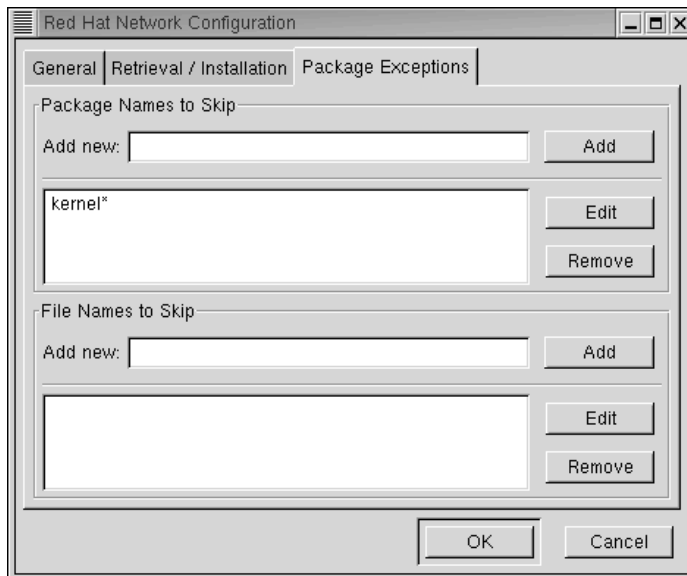 Red Hat Network Configuration
General Retrieval / Installation Package Exceptions
Package Names to Skip
Add new: Add
kernel*
Edit
Remove
File Names to Skip
Add new: Add
Edit
Remove
OK Cancel